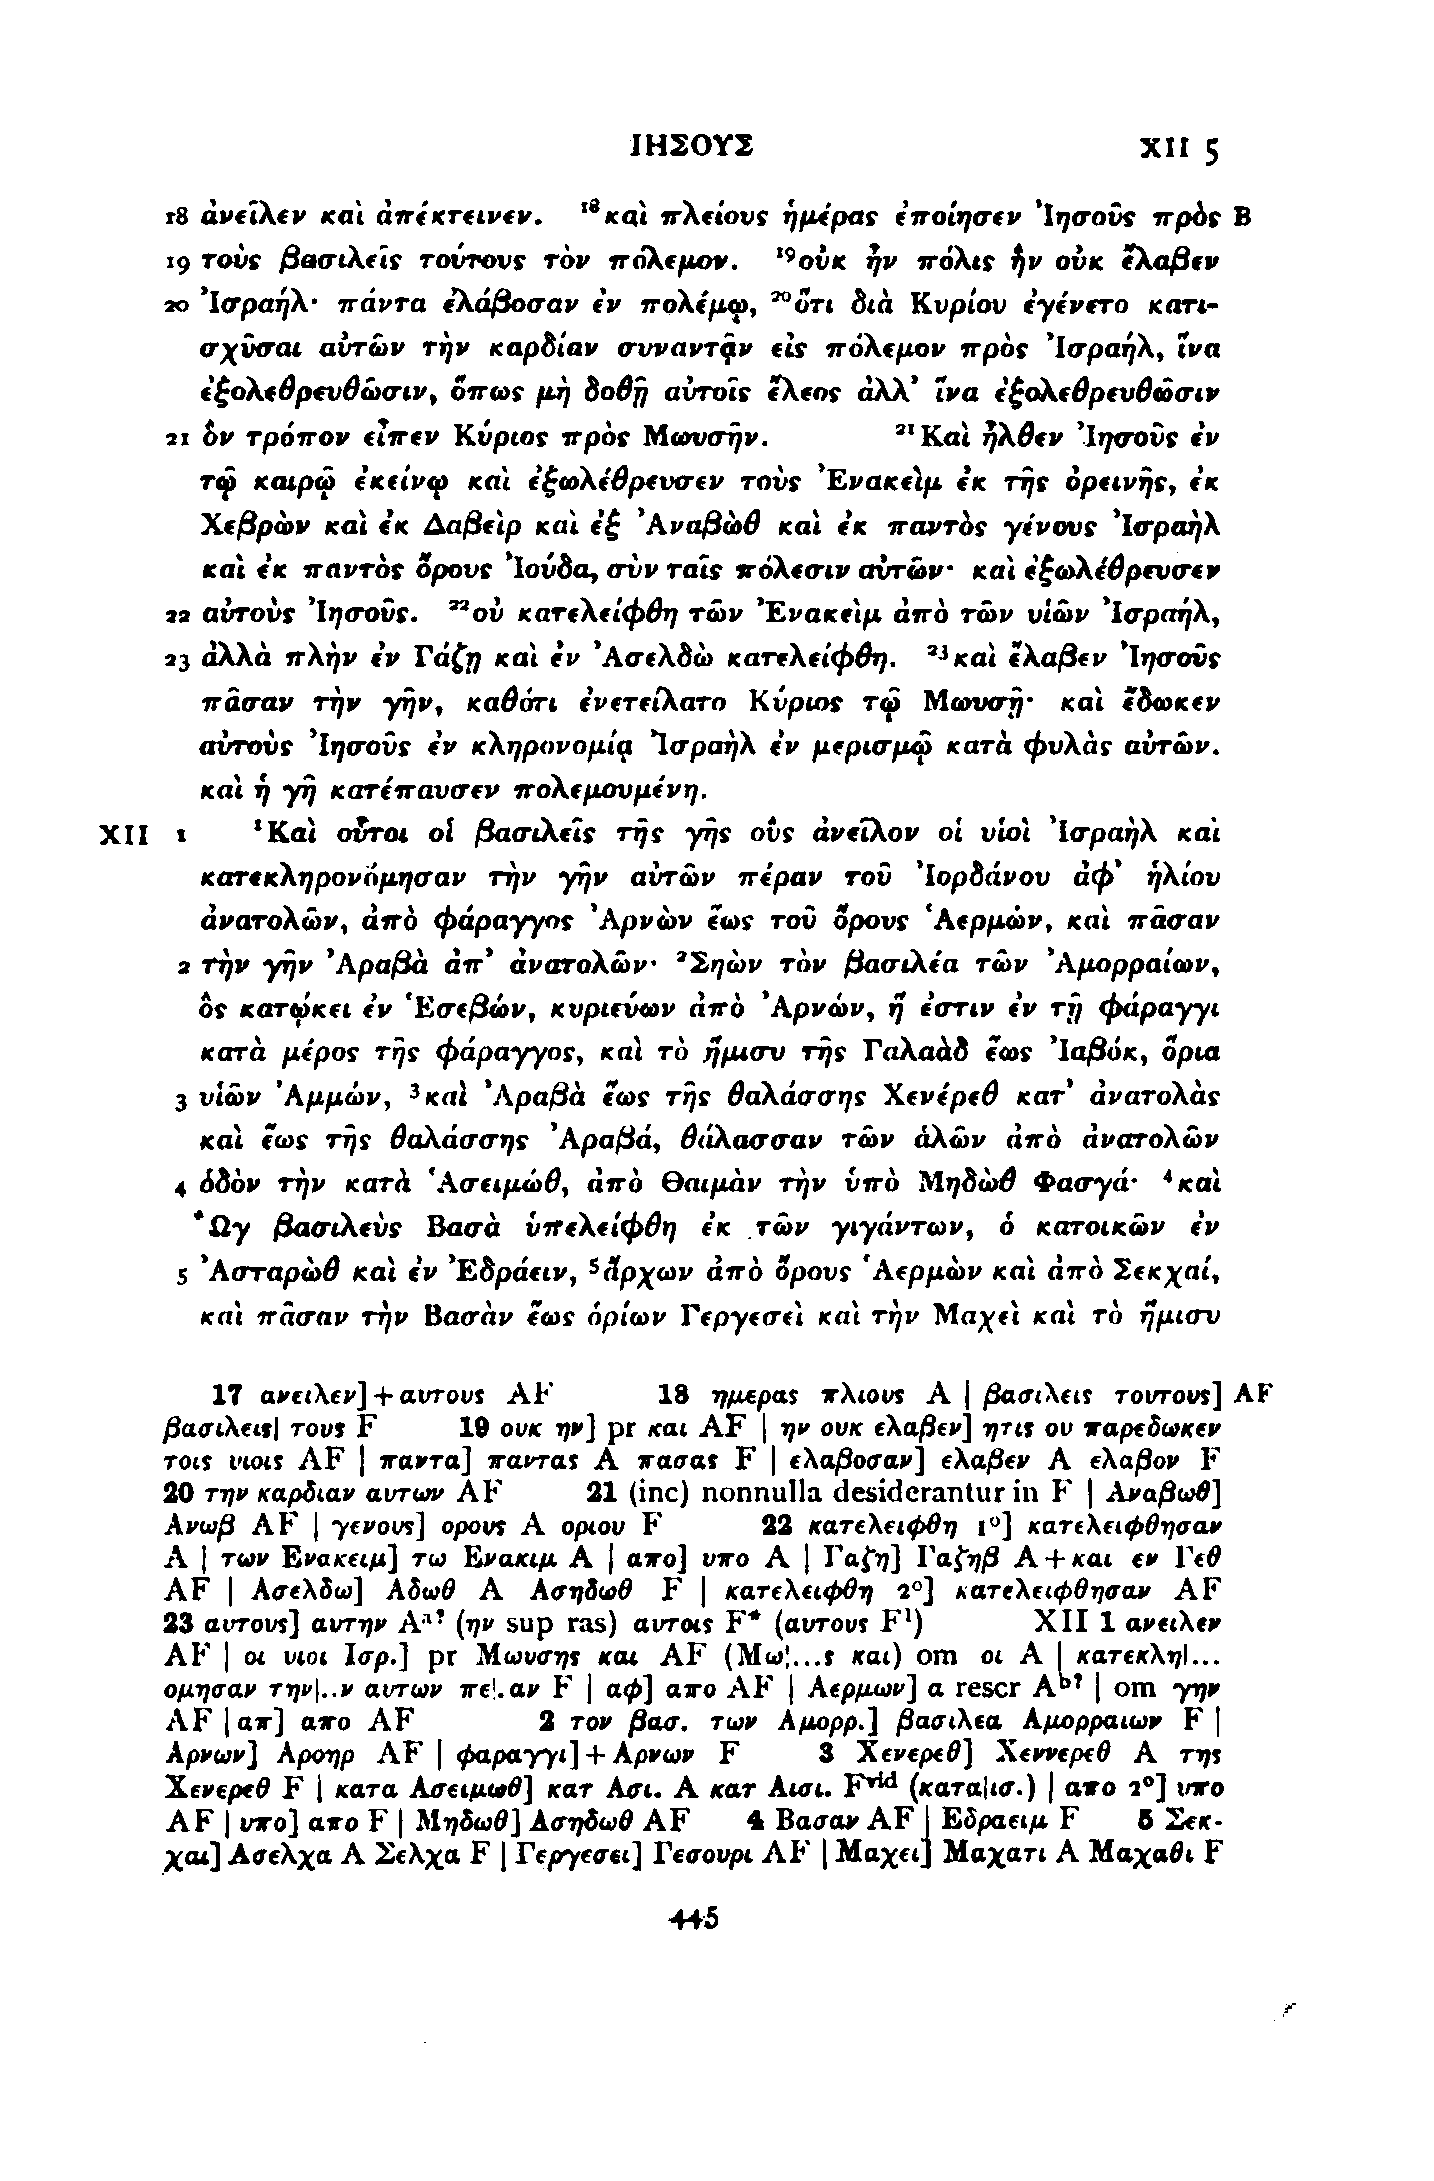 ΙΗΣΟΥΣ XII 5
18 ἀνεῖλεν καὶ ἀπέκτεινεν. ¹⁸καὶ πλείους ἡμέρας ἐποίησεν Ἰησοῦς πρὸς B
19 τοὺς βασιλεῖς τούτους τὸν πόλεμον. ¹⁹οὐκ ἦν πόλις ἣν οὐκ ἔλαβεν
20 Ἰσραήλ· πάντα ἐλάβοσαν ἐν πολέμῳ, ²⁰ὅτι διὰ Κυρίου ἐγένετο κατι-
σχῦσαι αὐτῶν τὴν καρδίαν συναντᾷν εἰς πόλεμον πρὸς Ἰσραήλ, ἵνα
ἐξολεθρευθῶσιν, ὅπως μὴ δοθῇ αὐτοῖς ἔλεος ἀλλ’ ἵνα ἐξολεθρευθῶσιν
21 ὃν τρόπον εἶπεν Κύριος πρὸς Μωυσῆν. ²¹Καὶ ἦλθεν Ἰησοῦς ἐν
τῷ καιρῷ ἐκείνῳ καὶ ἐξωλέθρευσεν τοὺς Ἐνακεὶμ ἐκ τῆς ὀρεινῆς, ἐκ
Χεβρὼν καὶ ἐκ Δαβεὶρ καὶ ἐξ Ἀναβὼθ καὶ ἐκ παντὸς γένους Ἰσραὴλ
καὶ ἐκ παντὸς ὄρους Ἰούδα, σὺν ταῖς πόλεσιν αὐτῶν· καὶ ἐξωλέθρευσεν
22 αὐτοὺς Ἰησοῦς. ²²οὐ κατελείφθη τῶν Ἐνακεὶμ ἀπὸ τῶν υἱῶν Ἰσραήλ,
23 ἀλλὰ πλὴν ἐν Γάζῃ καὶ ἐν Ἀσελδὼ κατελείφθη. ²³καὶ ἔλαβεν Ἰησοῦς
πᾶσαν τὴν γῆν, καθότι ἐνετείλατο Κύριος τῷ Μωυσῇ· καὶ ἔδωκεν
αὐτοὺς Ἰησοῦς ἐν κληρονομίᾳ Ἰσραὴλ ἐν μερισμῷ κατὰ φυλὰς αὐτῶν.
καὶ ἡ γῆ κατέπαυσεν πολεμουμένη.
XII 1 ¹Καὶ οὗτοι οἱ βασιλεῖς τῆς γῆς οὓς ἀνεῖλον οἱ υἱοὶ Ἰσραὴλ καὶ
κατεκληρονόμησαν τὴν γῆν αὐτῶν πέραν τοῦ Ἰορδάνου ἀφ’ ἡλίου
ἀνατολῶν, ἀπὸ φάραγγος Ἀρνὼν ἕως τοῦ ὄρους Ἁερμών, καὶ πᾶσαν
2 τὴν γῆν Ἀραβὰ ἀπ’ ἀνατολῶν· ²Σηὼν τὸν βασιλέα τῶν Ἀμορραίων,
ὃς κατῴκει ἐν Ἑσεβών, κυριεύων ἀπὸ Ἀρνών, ἥ ἐστιν ἐν τῇ φάραγγι
κατὰ μέρος τῆς φάραγγος, καὶ τὸ ἥμισυ τῆς Γαλαὰδ ἕως Ἰαβόκ, ὅρια
3 υἱῶν Ἀμμών, ³καὶ Ἀραβὰ ἕως τῆς θαλάσσης Χενέρεθ κατ’ ἀνατολὰς
καὶ ἕως τῆς θαλάσσης Ἀραβά, θάλασσαν τῶν ἁλῶν ἀπὸ ἀνατολῶν
4 ὁδὸν τὴν κατὰ Ἁσειμώθ, ἀπὸ Θαιμὰν τὴν ὑπὸ Μηδὼθ Φασγά· ⁴καὶ
Ὢγ βασιλεὺς Βασὰ ὑπελείφθη ἐκ τῶν γιγάντων, ὁ κατοικῶν ἐν
5 Ἀσταρὼθ καὶ ἐν Ἐδράειν, ⁵ἄρχων ἀπὸ ὄρους Ἁερμὼν καὶ ἀπὸ Σεκχαί,
καὶ πᾶσαν τὴν Βασὰν ἕως ὁρίων Γεργεσεὶ καὶ τὴν Μαχεὶ καὶ τὸ ἥμισυ
17 ανειλεν]+αυτους AF 18 ημερας πλιους A | βασιλεις τουτους] AF
βασιλεις| τους F 19 ουκ ην] pr και AF | ην ουκ ελαβεν] ητις ου παρεδωκεν
τοις υιοις AF | παντα] παντας A πασας F | ελαβοσαν] ελαβεν A ελαβον F
20 την καρδιαν αυτων AF 21 (inc) nonnulla desiderantur in F | Αναβωθ]
Ανωβ AF | γενους] ορους A οριου F 22 κατελειφθη 1º] κατελειφθησαν
A | των Ενακειμ] τω Ενακιμ A | απο] υπο A | Γαζη] Γαζηβ A+και εν Γεθ
AF | Ασελδω] Αδωθ A Ασηδωθ F | κατελειφθη 2º] κατελειφθησαν AF
23 αυτους] αυτην Aᵃ? (ην sup ras) αυτοις F* (αυτους F¹) XII 1 ανειλεν
AF | οι υιοι Ισρ.] pr Μωυσης και AF (Μω¦...ς και) om οι A | κατεκλη|...
ομησαν την|..ν αυτων πε¦.αν F | αφ] απο AF | Αερμων] α rescr Aᵇ? | om γην
AF | απ] απο AF 2 τον βασ. των Αμορρ.] βασιλεα Αμορραιων F |
Αρνων] Αροηρ AF | φαραγγι]+Αρνων F 3 Χενερεθ] Χεννερεθ A της
Χενερεθ F | κατα Ασειμωθ] κατ Ασι. A κατ Αισι. Fᵛⁱᵈ (κατα|ισ.) | απο 2º] υπο
AF | υπο] απο F | Μηδωθ] Ασηδωθ AF 4 Βασαν AF | Εδραειμ F 5 Σεκ-
χαι] Ασελχα A Σελχα F | Γεργεσει] Γεσουρι AF | Μαχει] Μαχατι A Μαχαθι F
445